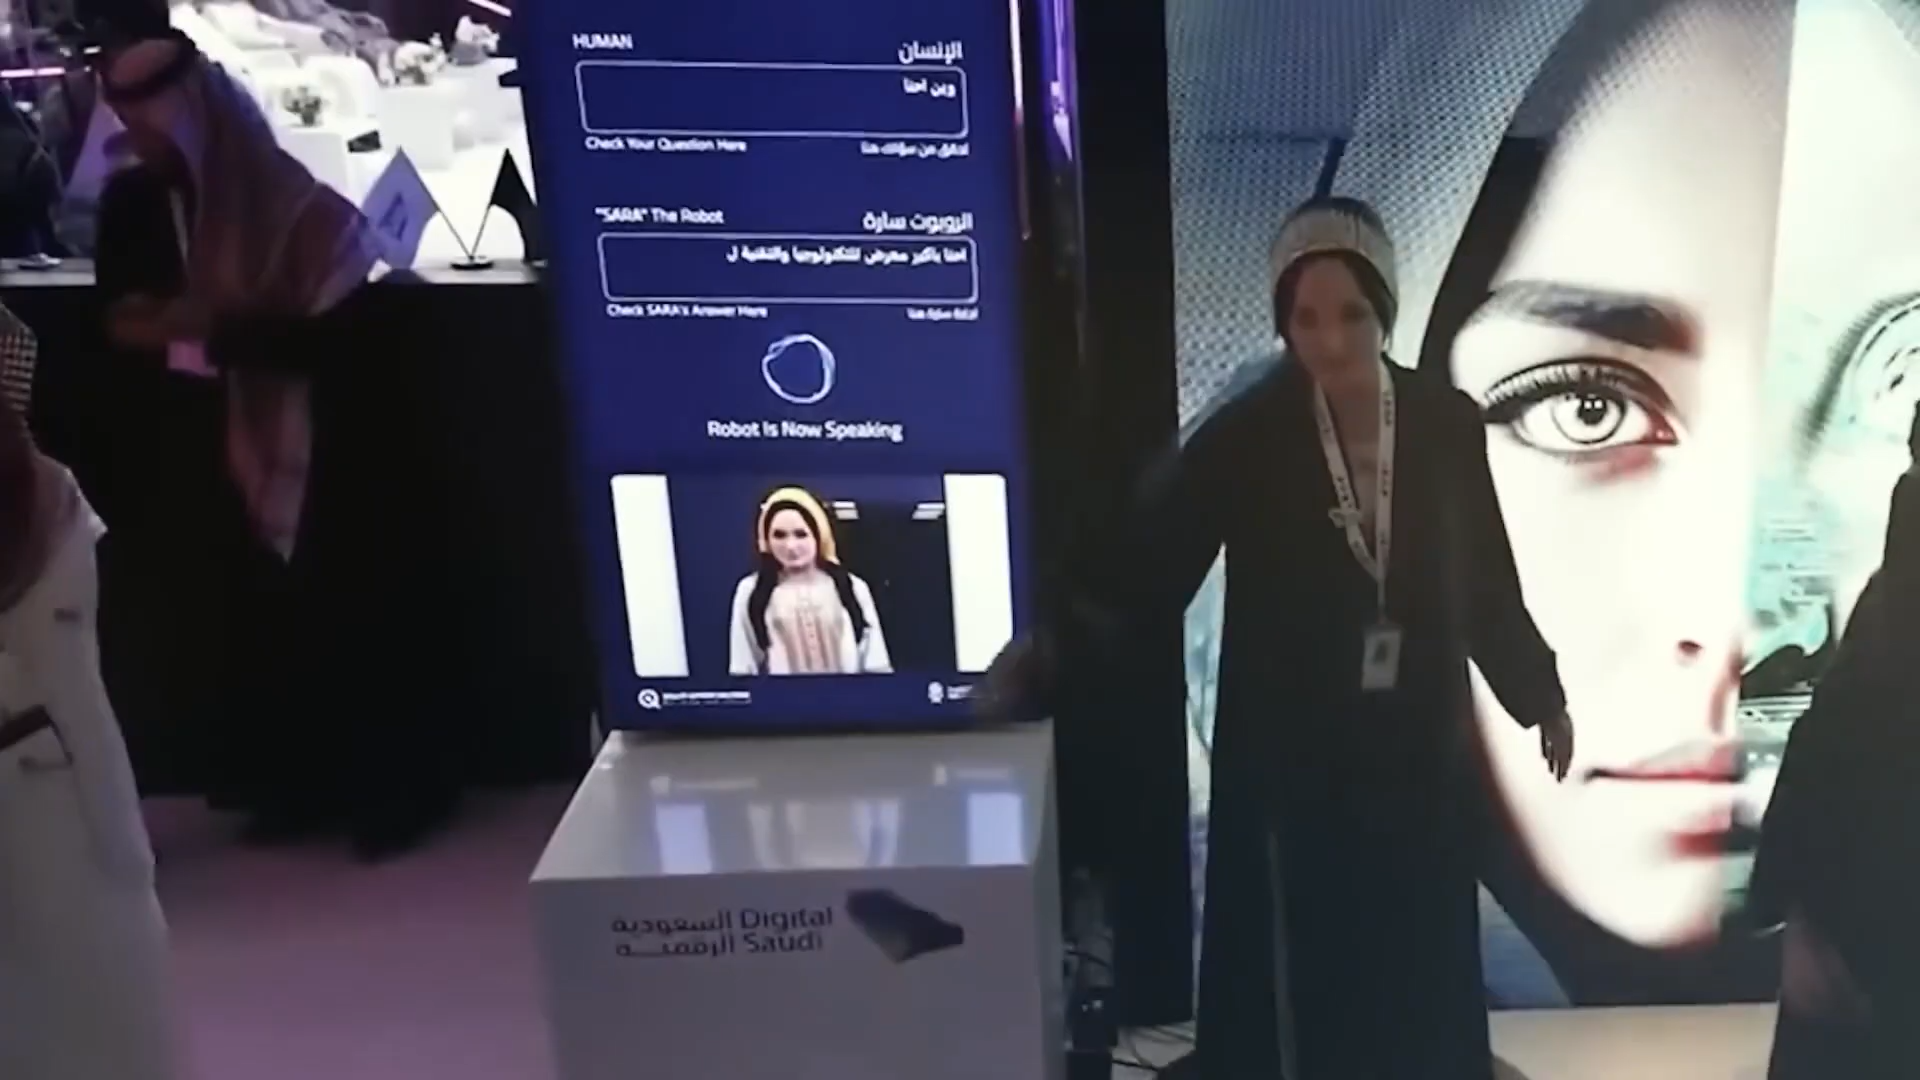 HUMAN الإنسان
وين احنا
Check Your Question Here تحقق من سؤالك هنا
"SARA" The Robot الروبوت سارة
احنا باكبر معرض للتكنولوجيا والتقنية ل
Check SARA's Answer Here إجابة سارة هنا
Robot Is Now Speaking
السعودية Digital
الرقمية Saudi